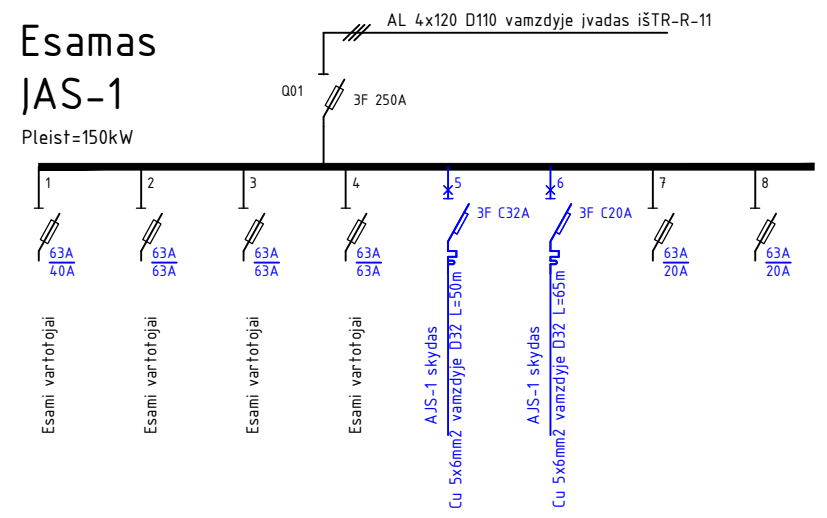 Esamas
JAS-1
Pleist=150kW
AL 4x120 D110 vamzdyje įvadas išTR-R-11
Q01
3F 250A
1
2
3
4
5
6
7
8
3F C32A
3F C20A
63A
40A
63A
63A
63A
63A
63A
63A
63A
20A
63A
20A
Esami vartotojai
Esami vartotojai
Esami vartotojai
Esami vartotojai
AJS-1 skydas
Cu 5x6mm2 vamzdyje D32 L=50m
AJS-1 skydas
Cu 5x6mm2 vamzdyje D32 L=65m